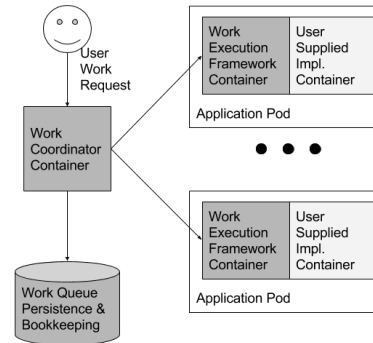 User
Work
Request
Work
Coordinator
Container
Work Queue
Persistence &
Bookkeeping
Work
Execution
Framework
Container
User
Supplied
Impl.
Container
Application Pod
Work
Execution
Framework
Container
User
Supplied
Impl.
Container
Application Pod